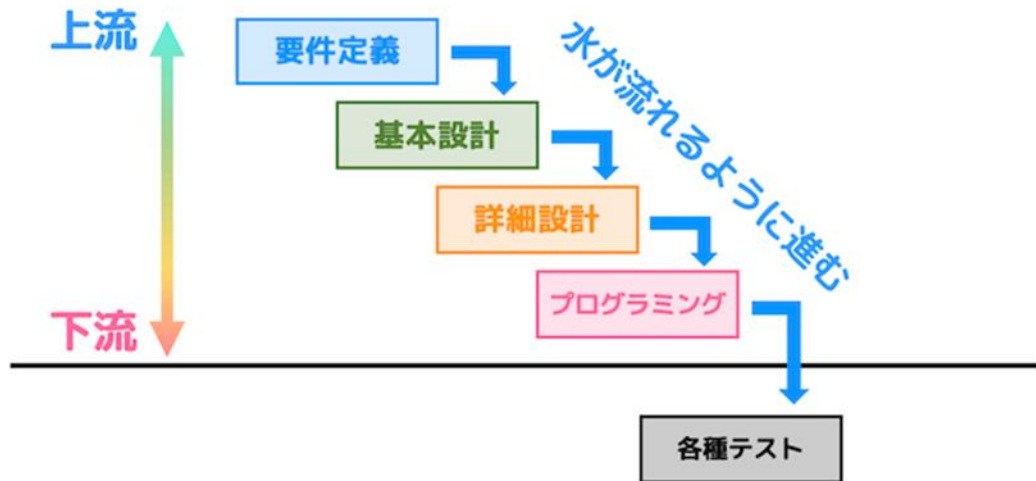 上流
要件定義
水が流れるように進む
基本設計
詳細設計
プログラミング
下流
各種テスト